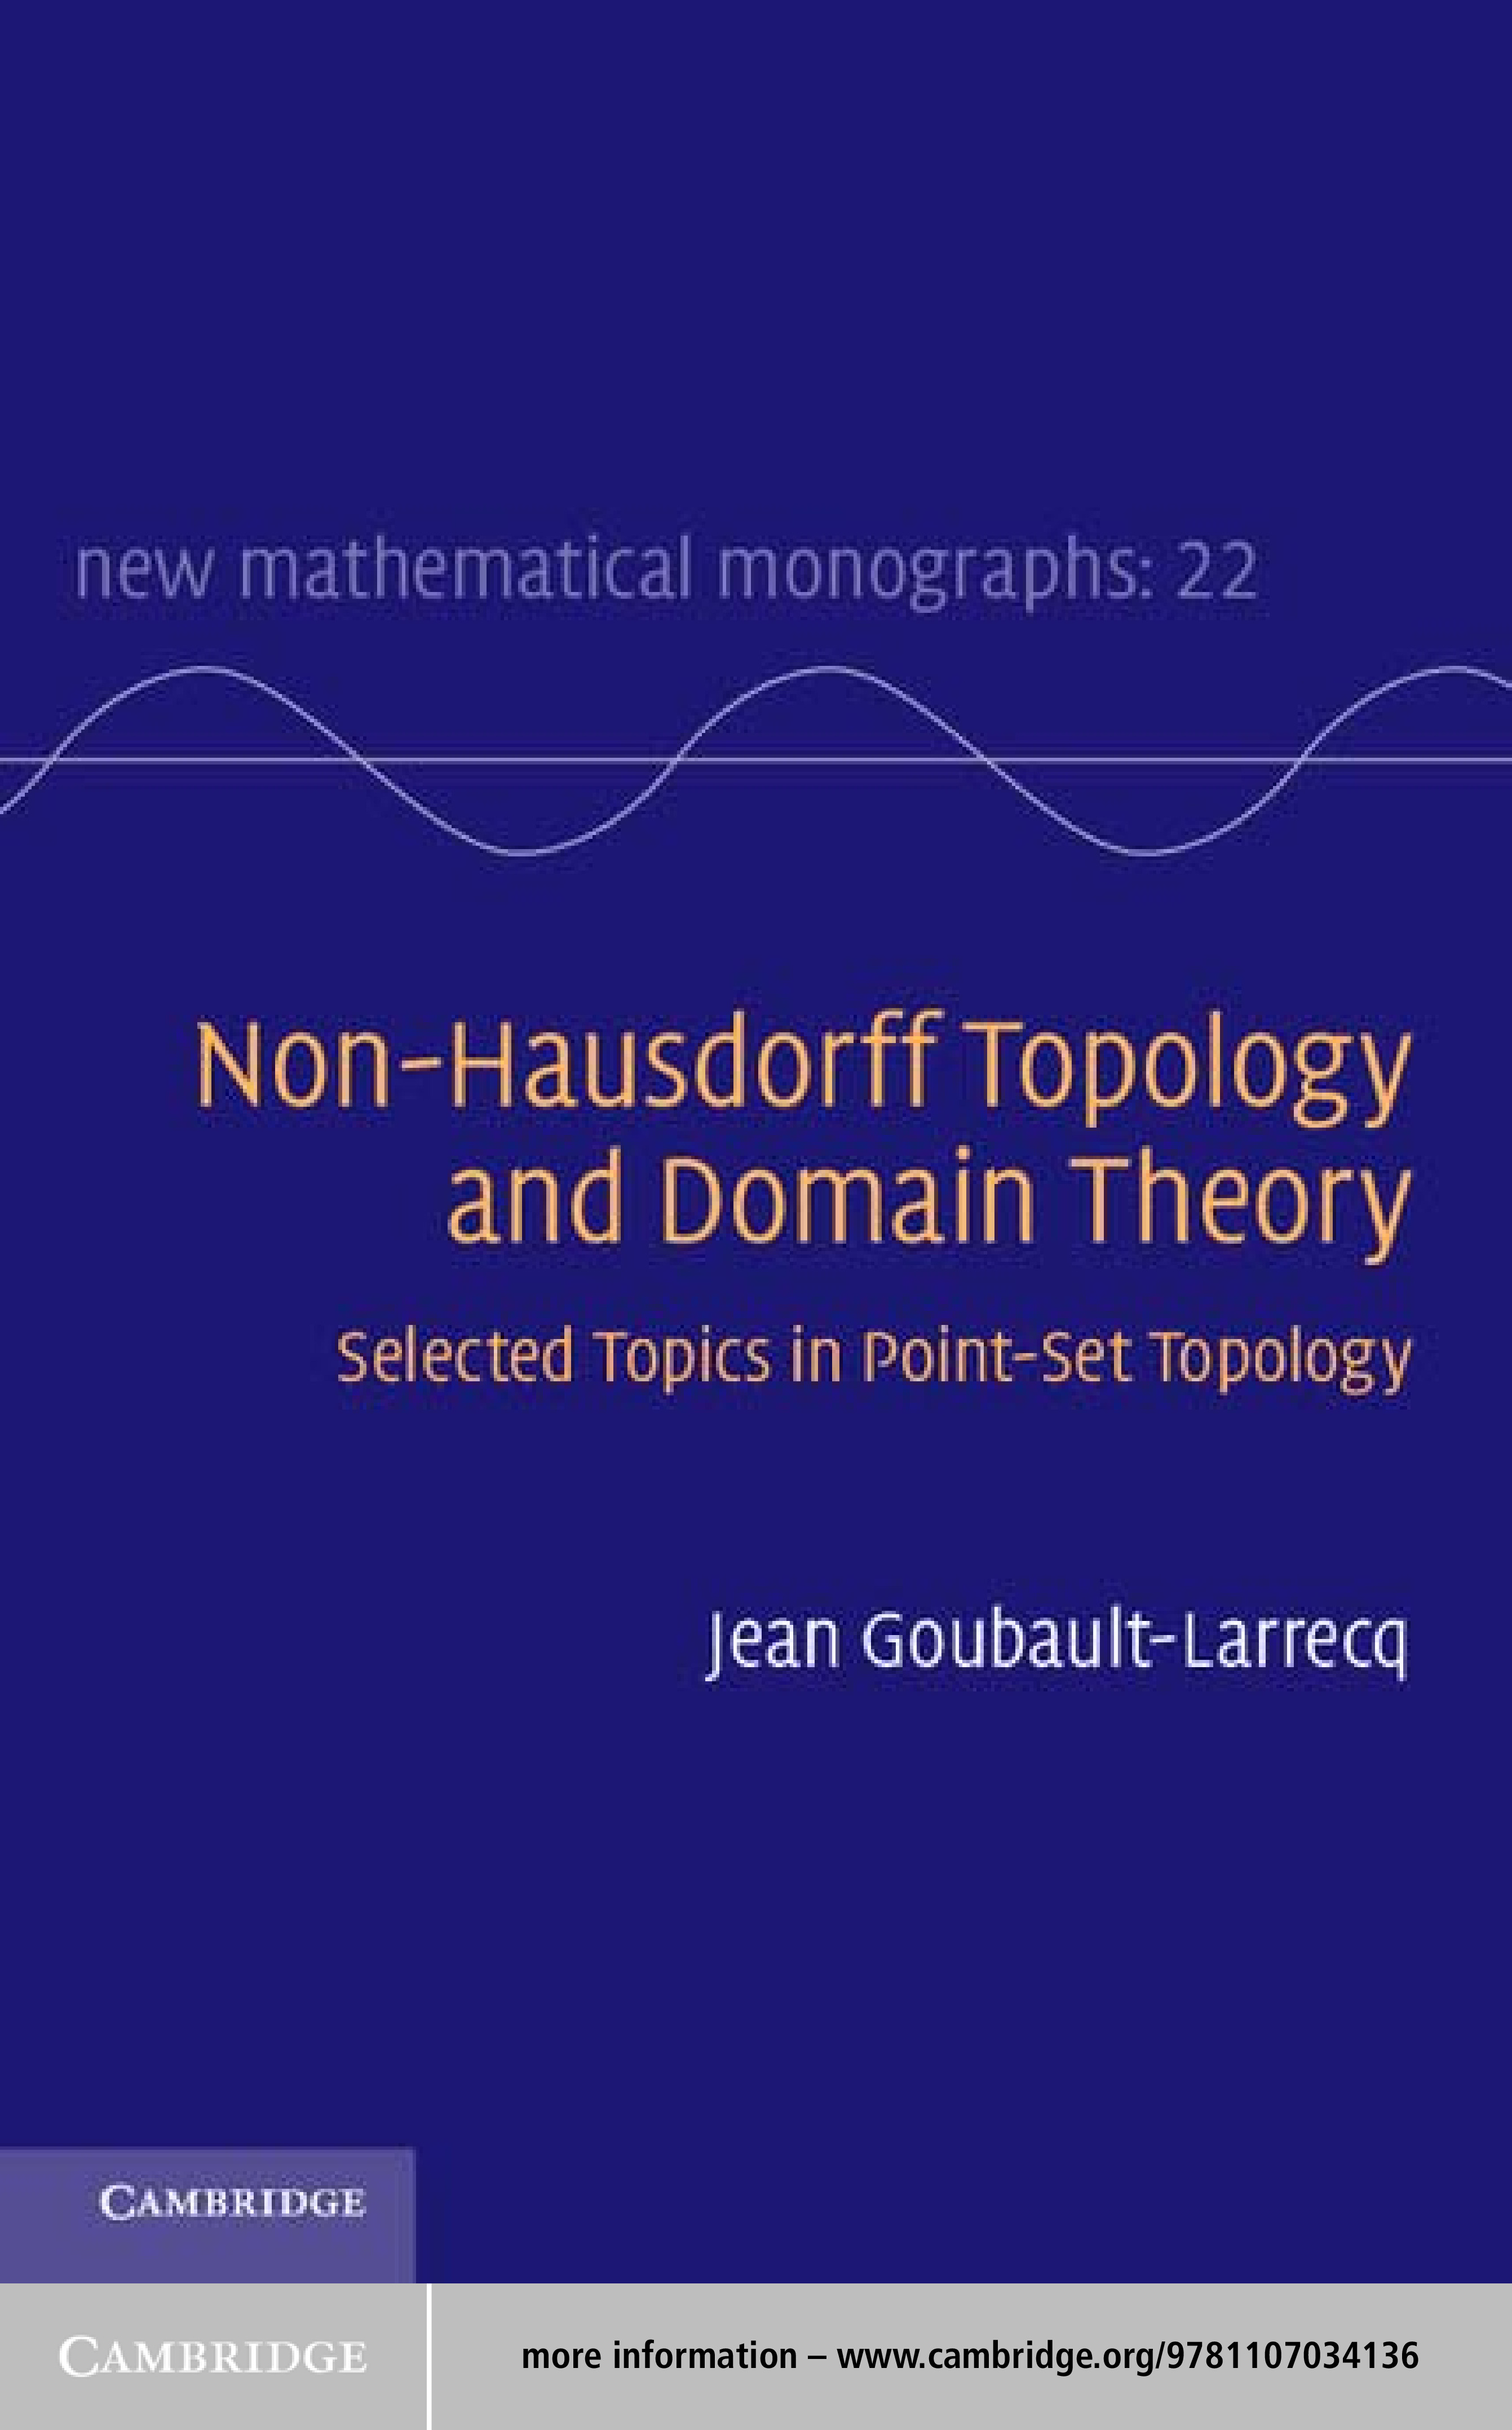 new mathematical monographs: 22
Non-Hausdorff Topology
and Domain Theory
Selected Topics in Point-Set Topology
Jean Goubault-Larrecq
CAMBRIDGE
CAMBRIDGE
more information – www.cambridge.org/9781107034136